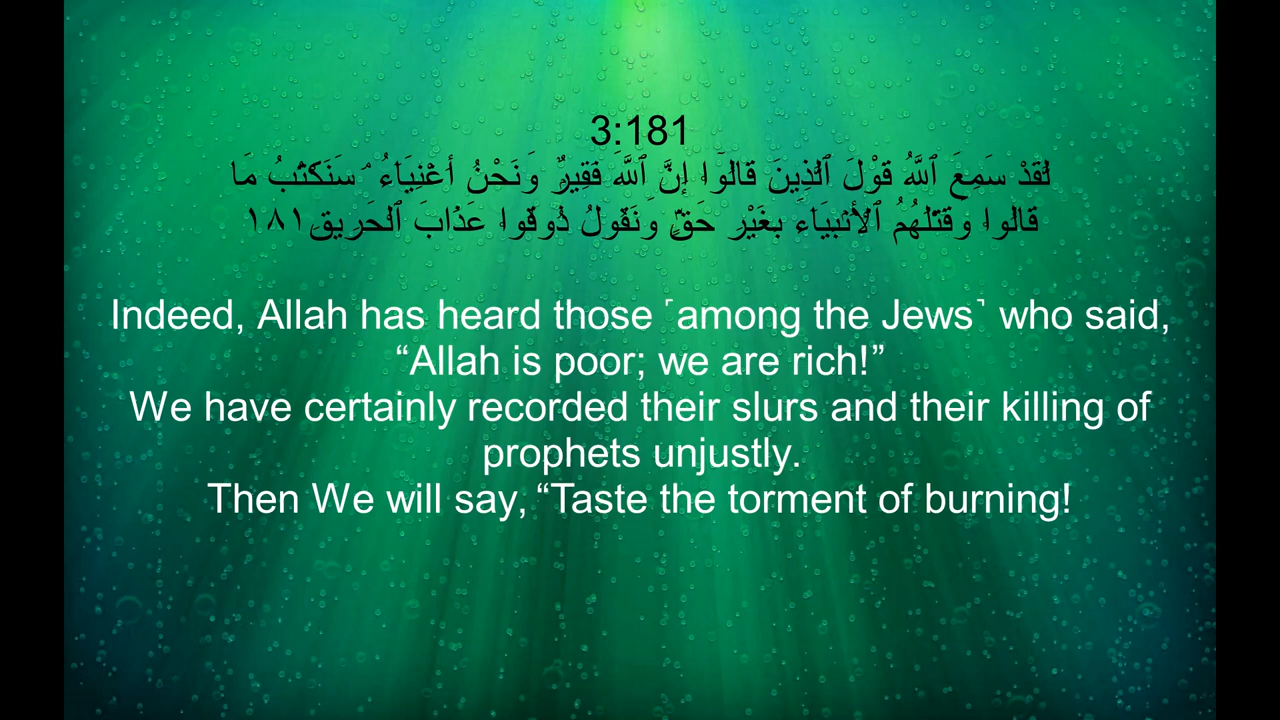 3:181
لَّقَدْ سَمِعَ ٱللَّهُ قَوْلَ ٱلَّذِينَ قَالُوٓا۟ إِنَّ ٱللَّهَ فَقِيرٌۭ وَنَحْنُ أَغْنِيَآءُ ۘ سَنَكْتُبُ مَا
قَالُوا۟ وَقَتْلَهُمُ ٱلْأَنۢبِيَآءَ بِغَيْرِ حَقٍّۢ وَنَقُولُ ذُوقُوا۟ عَذَابَ ٱلْحَرِيقِ ١٨١
Indeed, Allah has heard those ˹among the Jews˺ who said,
“Allah is poor; we are rich!”
We have certainly recorded their slurs and their killing of
prophets unjustly.
Then We will say, “Taste the torment of burning!